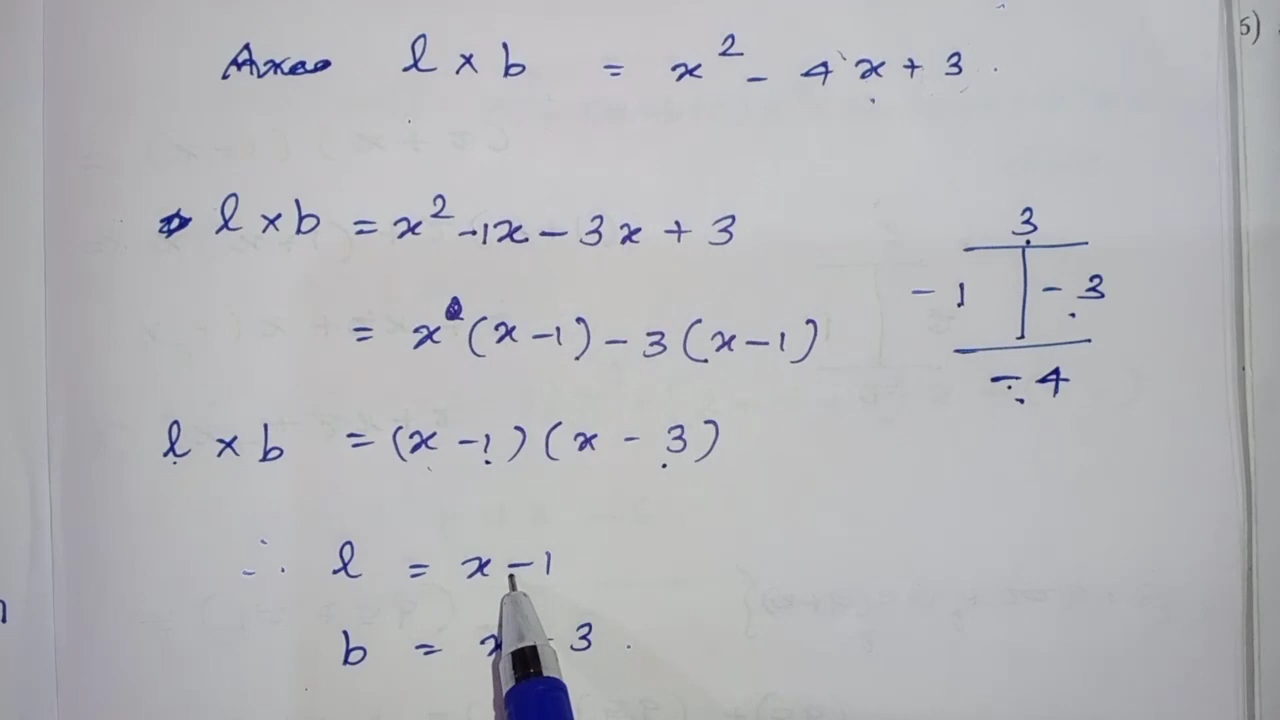 Area l × b = x² - 4x + 3
l × b = x² - 1x - 3x + 3
3
-1 -3
-4
= x (x - 1) - 3 (x - 1)
l × b = (x - 1) (x - 3)
∴ l = x - 1
b = x - 3
5)